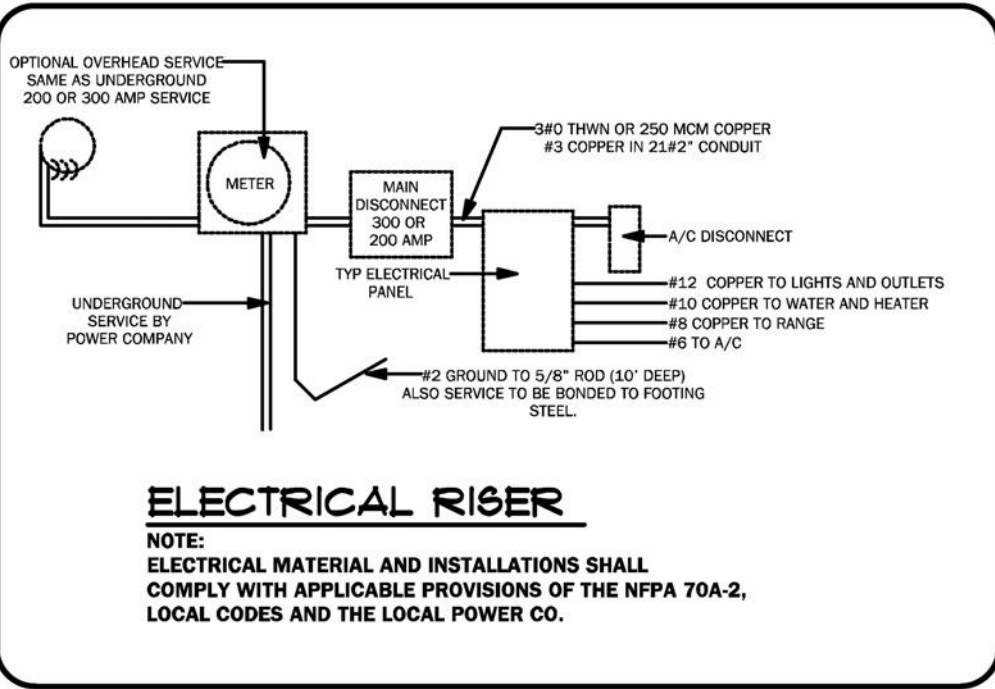 OPTIONAL OVERHEAD SERVICE
SAME AS UNDERGROUND
200 OR 300 AMP SERVICE
METER
MAIN
DISCONNECT
300 OR
200 AMP
3#0 THWN OR 250 MCM COPPER
#3 COPPER IN 21#2" CONDUIT
A/C DISCONNECT
TYP ELECTRICAL
PANEL
#12 COPPER TO LIGHTS AND OUTLETS
#10 COPPER TO WATER AND HEATER
#8 COPPER TO RANGE
#6 TO A/C
UNDERGROUND
SERVICE BY
POWER COMPANY
#2 GROUND TO 5/8" ROD (10' DEEP)
ALSO SERVICE TO BE BONDED TO FOOTING
STEEL.
ELECTRICAL RISER
NOTE:
ELECTRICAL MATERIAL AND INSTALLATIONS SHALL
COMPLY WITH APPLICABLE PROVISIONS OF THE NFPA 70A-2,
LOCAL CODES AND THE LOCAL POWER CO.